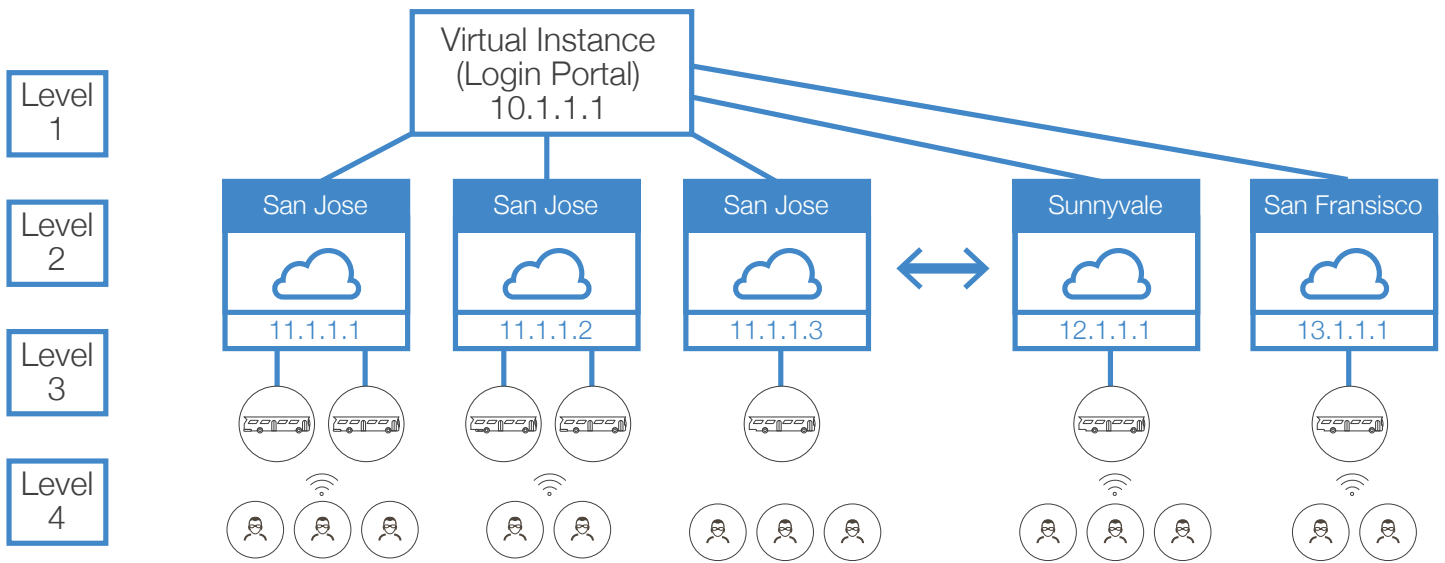 Virtual Instance
(Login Portal)
10.1.1.1
Level
1
San Jose
San Jose
San Jose
Sunnyvale
San Fransisco
Level
2
11.1.1.1
11.1.1.2
11.1.1.3
12.1.1.1
13.1.1.1
Level
3
Level
4